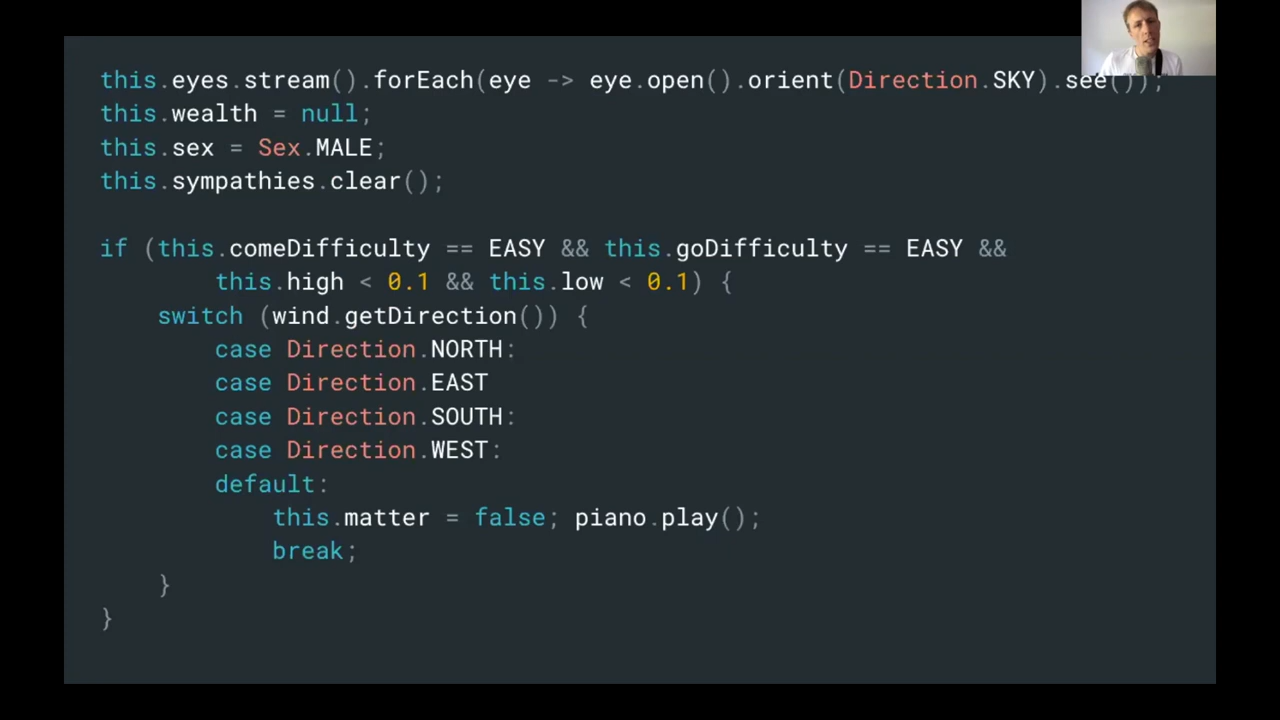 this.eyes.stream().forEach(eye -> eye.open().orient(Direction.SKY).see());
this.wealth = null;
this.sex = Sex.MALE;
this.sympathies.clear();
if (this.comeDifficulty == EASY && this.goDifficulty == EASY &&
this.high < 0.1 && this.low < 0.1) {
switch (wind.getDirection()) {
case Direction.NORTH:
case Direction.EAST
case Direction.SOUTH:
case Direction.WEST:
default:
this.matter = false; piano.play();
break;
}
}